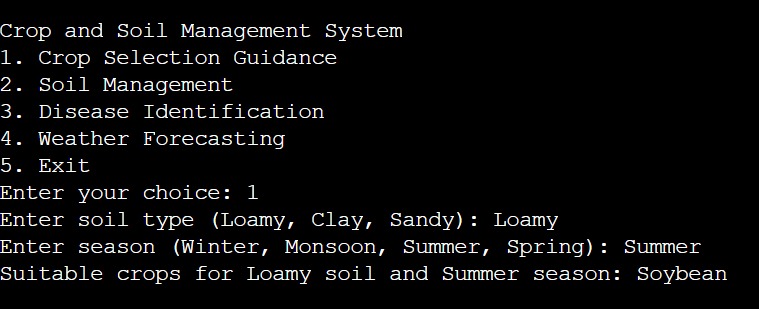 Crop and Soil Management System
1. Crop Selection Guidance
2. Soil Management
3. Disease Identification
4. Weather Forecasting
5. Exit
Enter your choice: 1
Enter soil type (Loamy, Clay, Sandy): Loamy
Enter season (Winter, Monsoon, Summer, Spring): Summer
Suitable crops for Loamy soil and Summer season: Soybean